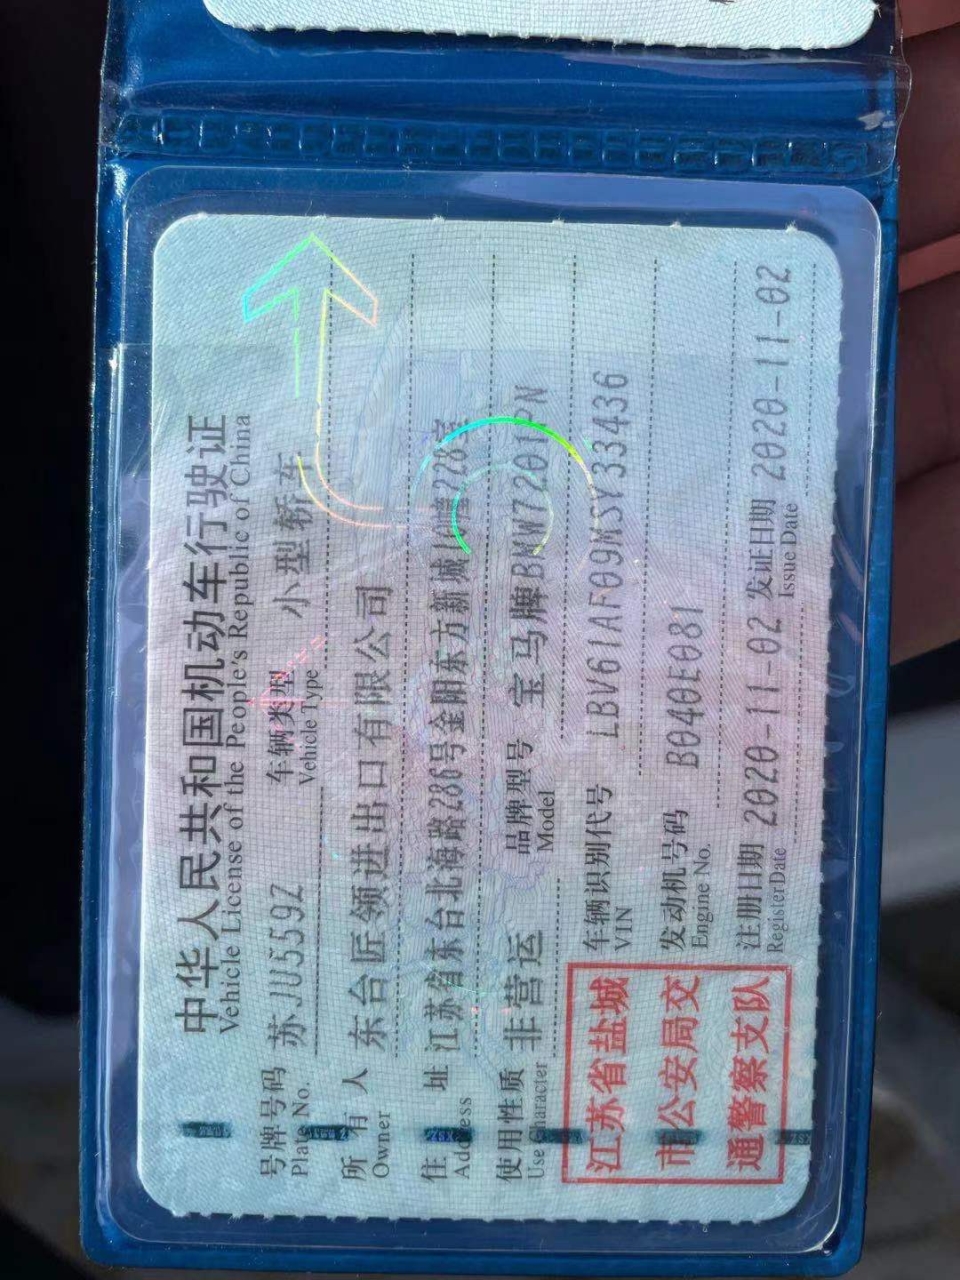 中华人民共和国机动车行驶证
Vehicle License of the People's Republic of China
号牌号码 苏JU559Z 车辆类型 小型轿车
Plate No. Vehicle Type
所有人 东台匠领进出口有限公司
Owner
住址 江苏省东台北海路286号金阳东方新城10幢228室
Address
使用性质 非营运 品牌型号 宝马牌BMW7201PN
Use Character Model
车辆识别代号 LBV61AF09MSY33436
VIN
发动机号码 B040E081
Engine No.
注册日期 2020-11-02 发证日期 2020-11-02
Register Date Issue Date
江苏省盐城
市公安局交
通警察支队